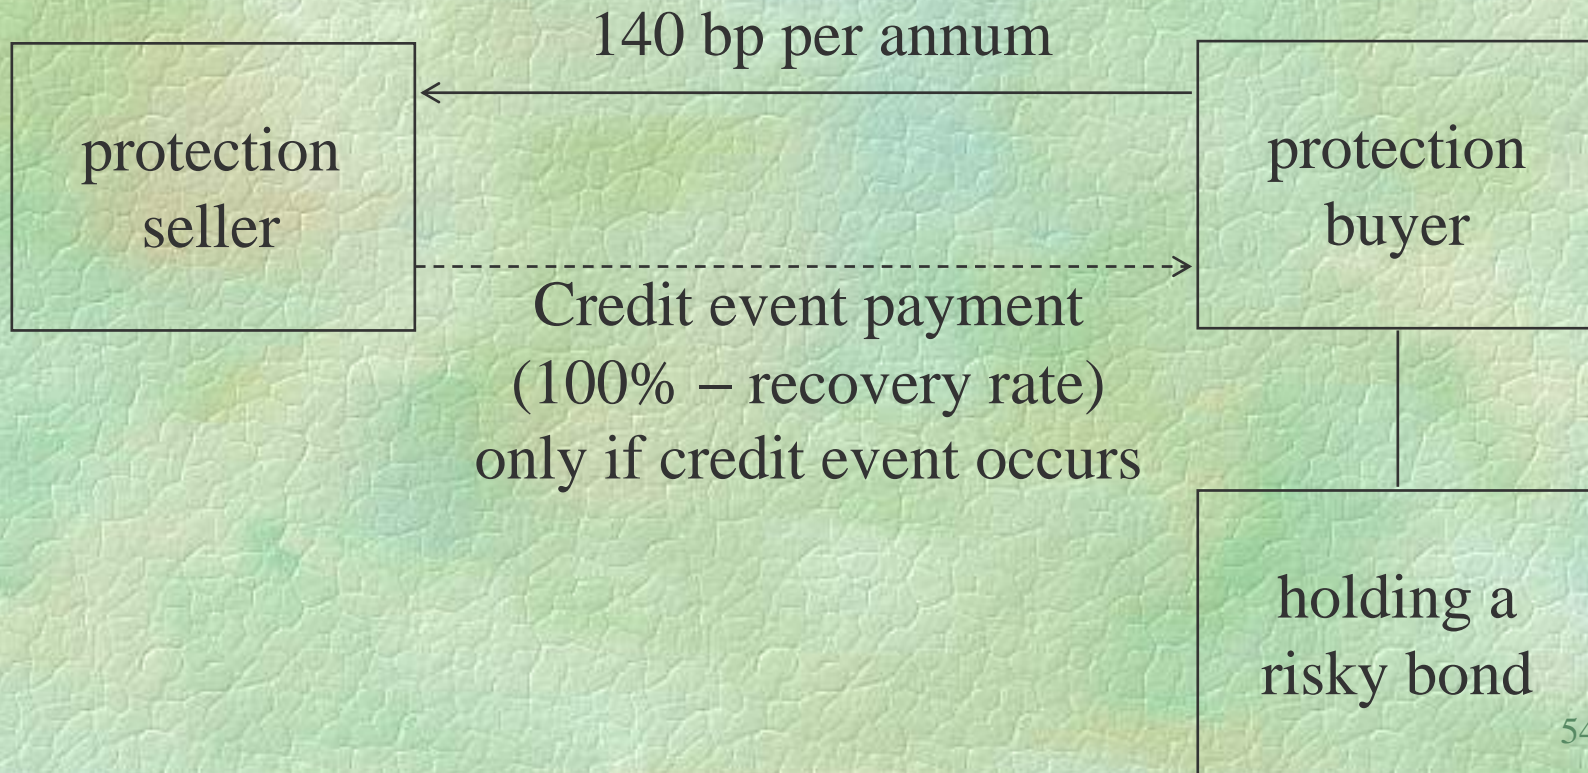 140 bp per annum
protection
seller
protection
buyer
Credit event payment
(100% – recovery rate)
only if credit event occurs
holding a
risky bond
54